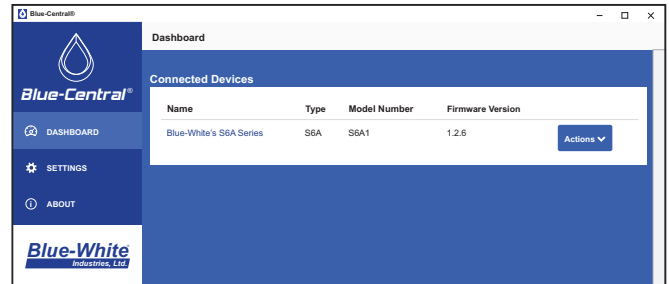 Blue-Central®
Dashboard
Blue-Central®
DASHBOARD
SETTINGS
ABOUT
Blue-White
Industries, Ltd.
Connected Devices
Name Type Model Number Firmware Version
Blue-White's S6A Series S6A S6A1 1.2.6 Actions